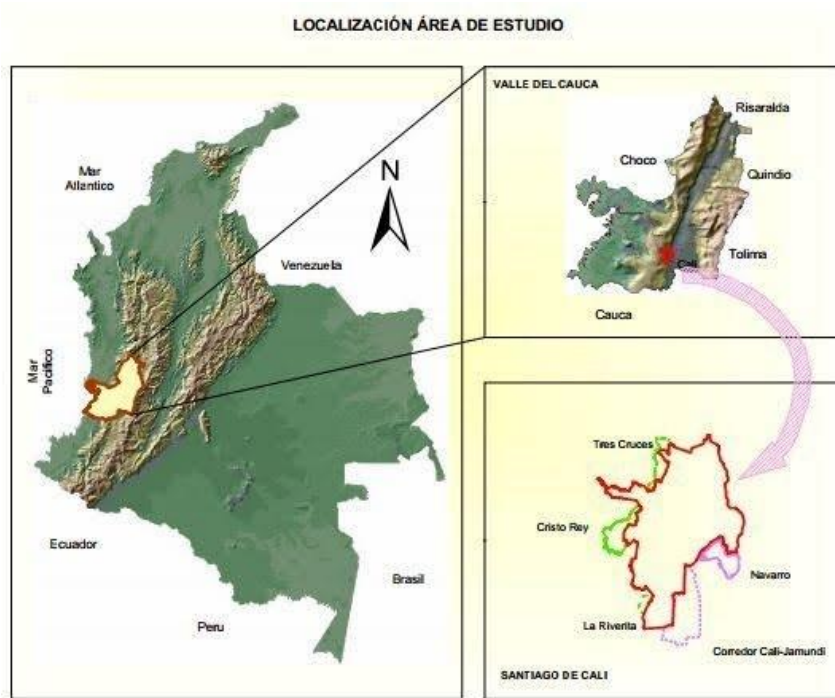 LOCALIZACIÓN ÁREA DE ESTUDIO
Mar
Atlantico
N
Venezuela
Mar
Pacífico
Ecuador
Peru
Brasil
VALLE DEL CAUCA
Risaralda
Choco
Quindio
Tolima
Cali
Cauca
Tres Cruces
Cristo Rey
Navarro
La Riverita
Corredor Cali-Jamundi
SANTIAGO DE CALI